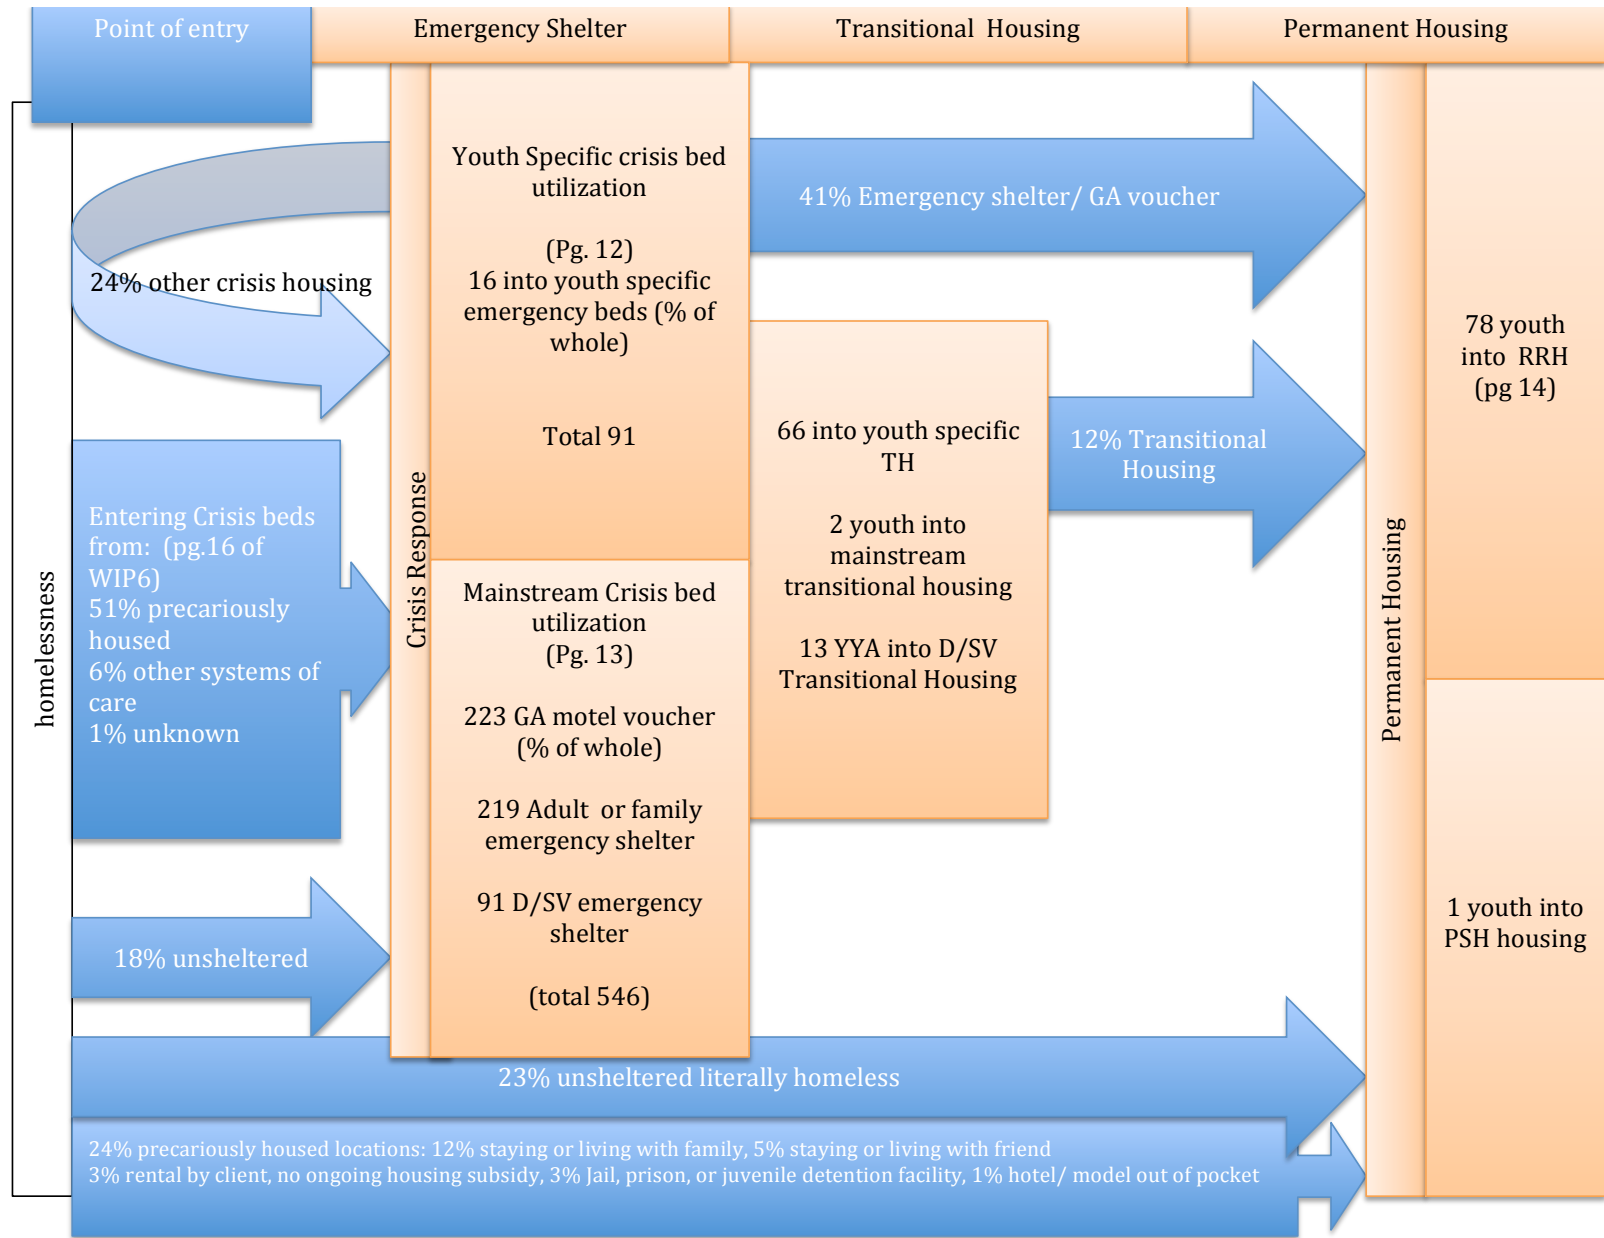 Point of entry
Emergency Shelter
Transitional  Housing
Permanent Housing
homelessness
24% other crisis housing
Entering Crisis beds
from:  (pg.16 of
WIP6)
51% precariously
housed
6% other systems of
care
1% unknown
18% unsheltered
Crisis Response
Youth Specific crisis bed
utilization
(Pg. 12)
16 into youth specific
emergency beds (% of
whole)
Total 91
Mainstream Crisis bed
utilization
(Pg. 13)
223 GA motel voucher
(% of whole)
219 Adult  or family
emergency shelter
91 D/SV emergency
shelter
(total 546)
41% Emergency shelter/ GA voucher
66 into youth specific
TH
2 youth into
mainstream
transitional housing
13 YYA into D/SV
Transitional Housing
12% Transitional
Housing
Permanent Housing
78 youth
into  RRH
(pg 14)
1 youth into
PSH housing
23% unsheltered literally homeless
24% precariously housed locations: 12% staying or living with family, 5% staying or living with friend
3% rental by client, no ongoing housing subsidy, 3% Jail, prison, or juvenile detention facility, 1% hotel/ model out of pocket